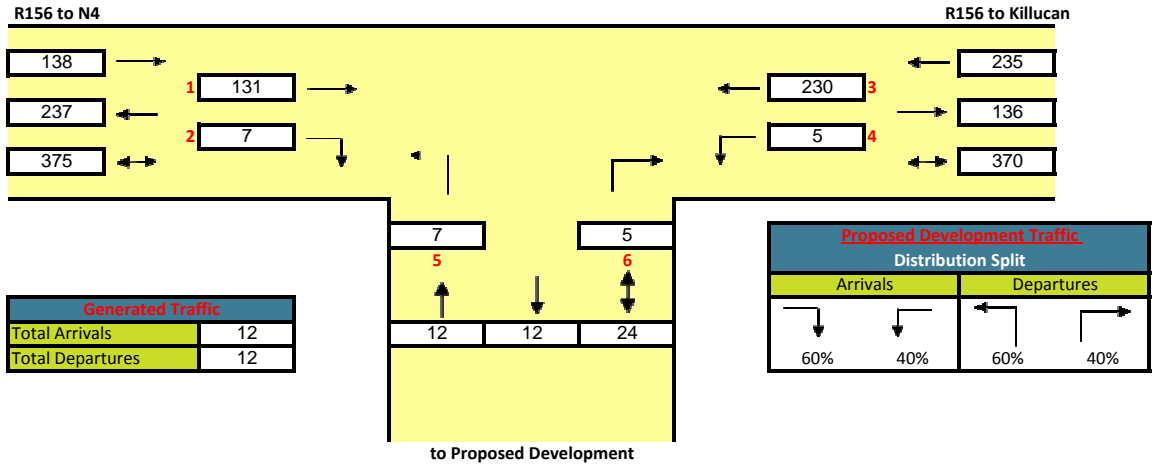 R156 to N4 R156 to Killucan
138 235
1 131 230 3
237 136
2 7 5 4
375 370
7 5
5 6
Proposed Development Traffic
Distribution Split
Arrivals Departures
Generated Traffic
Total Arrivals 12
12 12 24
Total Departures 12
60% 40% 60% 40%
to Proposed Development